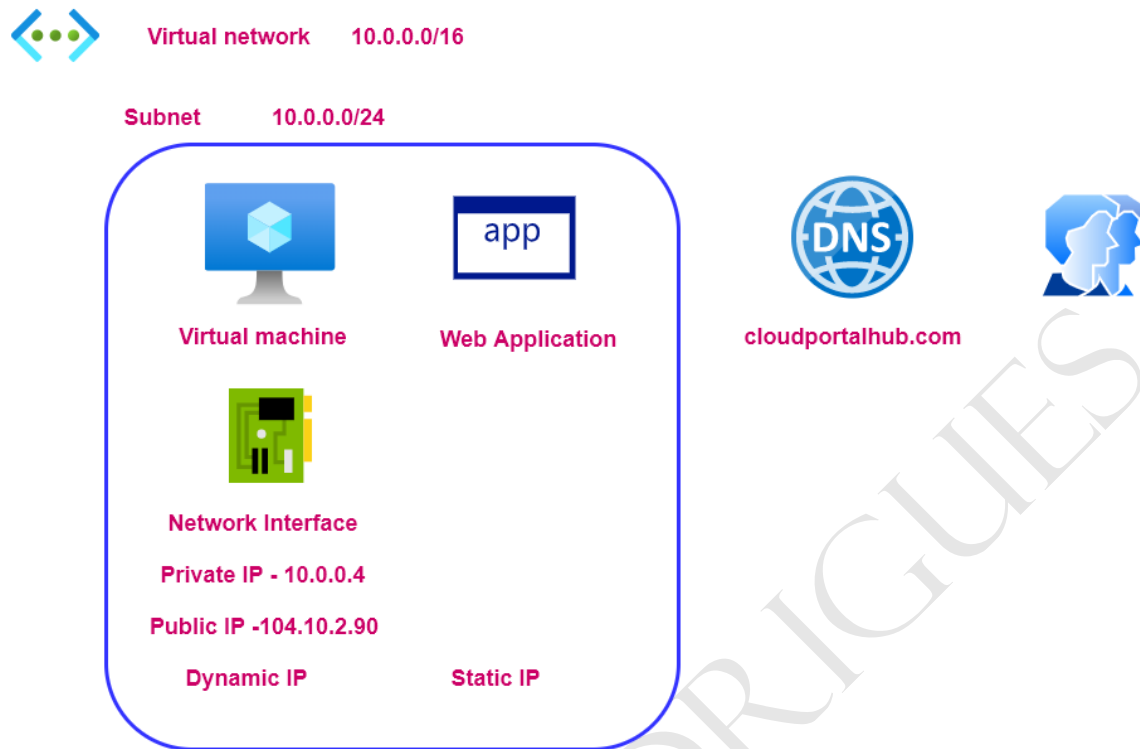 Virtual network 10.0.0.0/16
Subnet 10.0.0.0/24
app
DNS
Virtual machine
Web Application
cloudportalhub.com
Network Interface
Private IP - 10.0.0.4
Public IP -104.10.2.90
Dynamic IP
Static IP
RIGUES